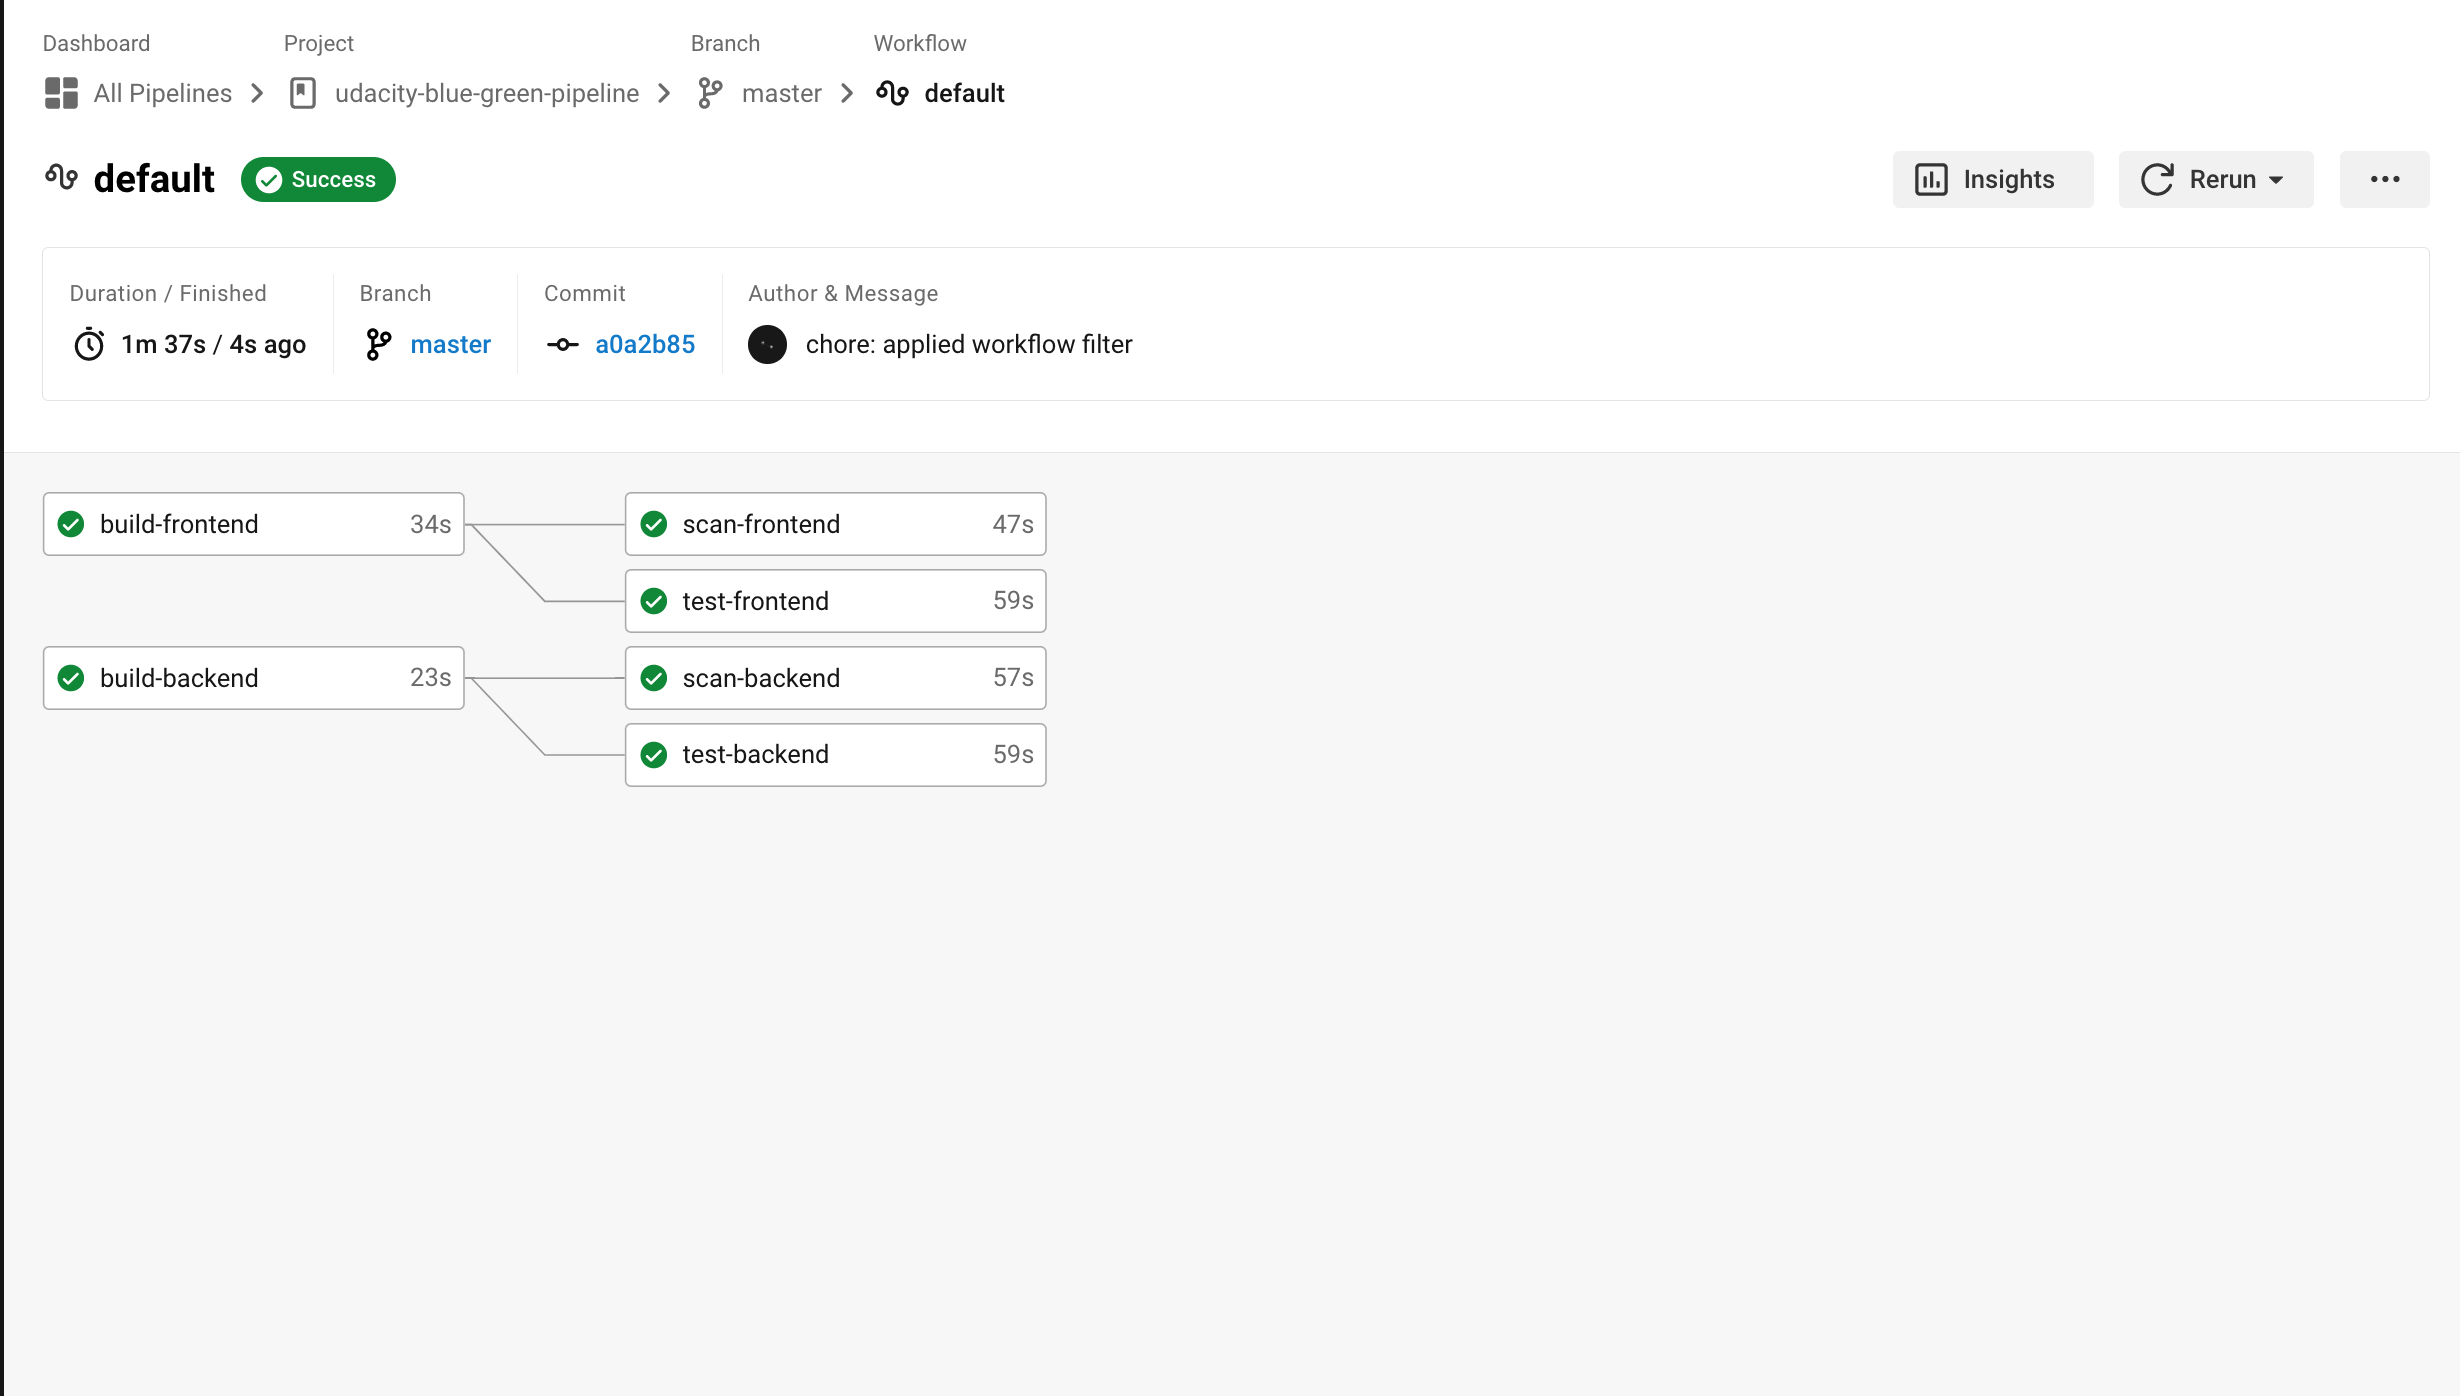 Dashboard Project Branch Workflow
All Pipelines udacity-blue-green-pipeline master default
default Success Insights Rerun
Duration / Finished Branch Commit Author & Message
1m 37s / 4s ago master a0a2b85 chore: applied workflow filter
build-frontend 34s scan-frontend 47s
test-frontend 59s
build-backend 23s scan-backend 57s
test-backend 59s